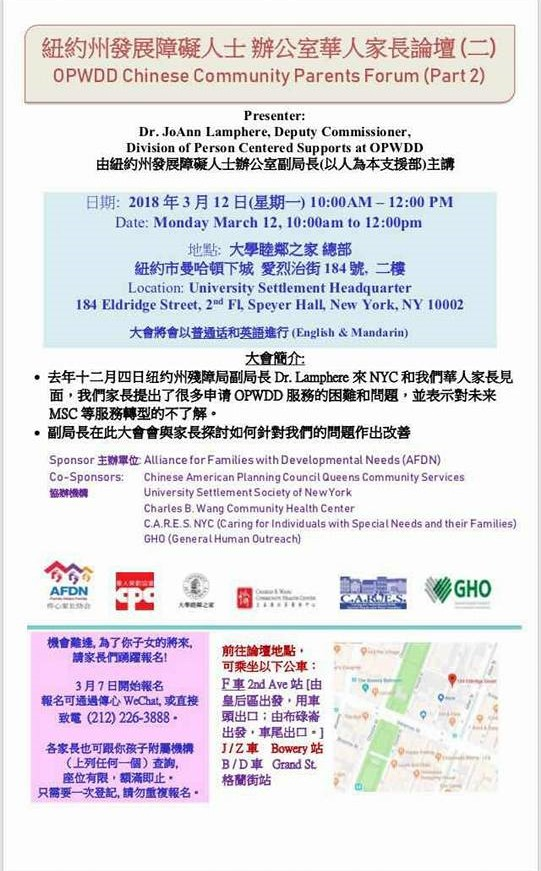 紐約州發展障礙人士 辦公室華人家長論壇 (二)
OPWDD Chinese Community Parents Forum (Part 2)
Presenter:
Dr. JoAnn Lamphere, Deputy Commissioner,
Division of Person Centered Supports at OPWDD
由紐約州發展障礙人士辦公室副局長(以人為本支援部)主講
日期: 2018 年 3 月 12 日(星期一) 10:00AM – 12:00 PM
Date: Monday March 12, 10:00am to 12:00pm
地點: 大學睦鄰之家 總部
紐約市曼哈頓下城 愛烈治街 184 號, 二樓
Location: University Settlement Headquarter
184 Eldridge Street, 2nd Fl, Speyer Hall, New York, NY 10002
大會將會以普通话和英語進行 (English & Mandarin)
大會簡介:
• 去年十二月四日纽约州殘障局副局長 Dr. Lamphere 來 NYC 和我們華人家長見
面，我們家長提出了很多申请 OPWDD 服務的困難和問題，並表示對未來
MSC 等服務轉型的不了解。
• 副局長在此大會會與家長探討如何針對我們的問題作出改善
Sponsor 主辦單位: Alliance for Families with Developmental Needs (AFDN)
Co-Sponsors: Chinese American Planning Council Queens Community Services
協辦機構 University Settlement Society of New York
Charles B. Wang Community Health Center
C.A.R.E.S. NYC (Caring for Individuals with Special Needs and their Families)
GHO (General Human Outreach)
AFDN
CPC
大學睦鄰之家
CHARLES B. WANG
COMMUNITY HEALTH CENTER
C.A.R.E.S.
GHO
機會難逢, 為了你子女的將來,
請家長們踴躍報名!
3 月 7 日開始報名
報名可通過傳心 WeChat, 或直接
致電 (212) 226-3888。
各家長也可跟你孩子附屬機構
（上列任何一個）查詢,
座位有限，額滿即止。
只需要一次登記, 請勿重複報名。
前往論壇地點，
可乘坐以下公車：
F 車 2nd Ave 站 [由
皇后區出發，用車
頭出口；由布碌崙
出發，車尾出口。]
J / Z 車 Bowery 站
B / D 車 Grand St.
格蘭街站